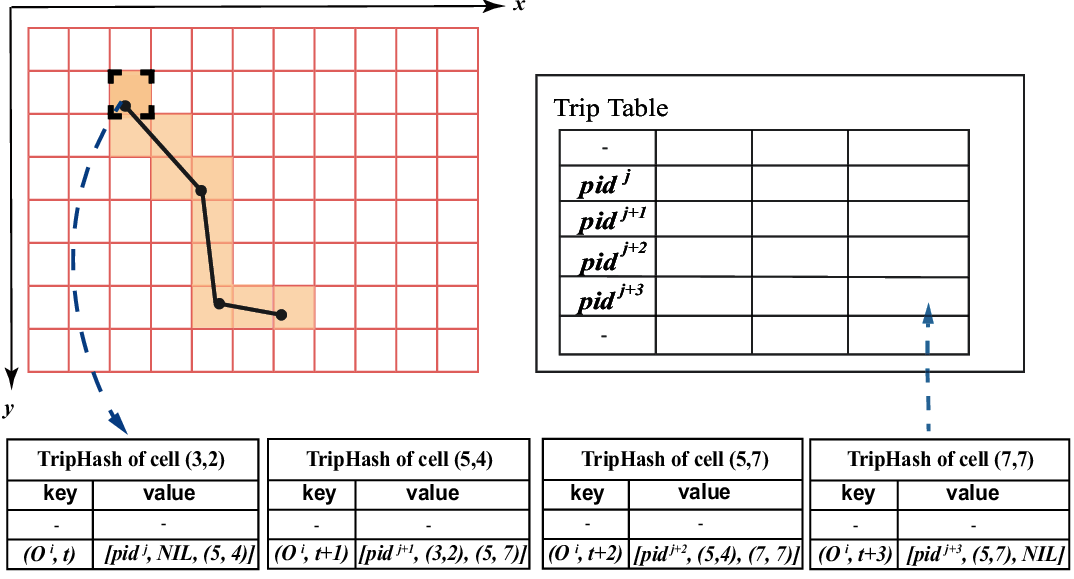 x
y
Trip Table
-
pid j
pid j+1
pid j+2
pid j+3
-
TripHash of cell (3,2)
key value
- -
(O i, t) [pid j, NIL, (5, 4)]
TripHash of cell (5,4)
key value
- -
(O i, t+1) [pid j+1, (3,2), (5, 7)]
TripHash of cell (5,7)
key value
- -
(O i, t+2) [pid j+2, (5,4), (7, 7)]
TripHash of cell (7,7)
key value
- -
(O i, t+3) [pid j+3, (5,7), NIL]